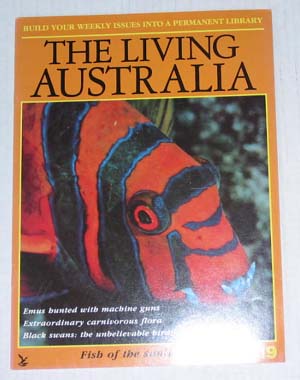 BUILD YOUR WEEKLY ISSUES INTO A PERMANENT LIBRARY
THE LIVING
AUSTRALIA
Emus hunted with machine guns
Extraordinary carnivorous flora
Black swans: the unbelievable birds
Fish of the